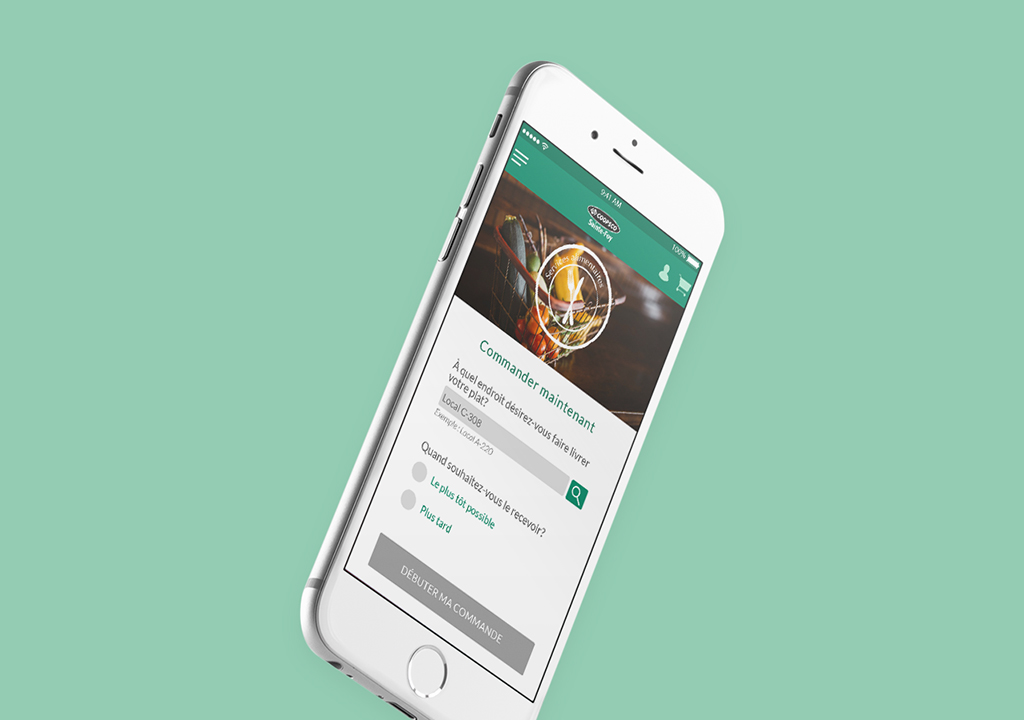 9:41 AM
100%
COOPSCO
Sainte-Foy
Services alimentaires
Commander maintenant
À quel endroit désirez-vous faire livrer
votre plat?
Local C-308
Exemple : Local A-220
Quand souhaitez-vous le recevoir?
Le plus tôt possible
Plus tard
DÉBUTER MA COMMANDE